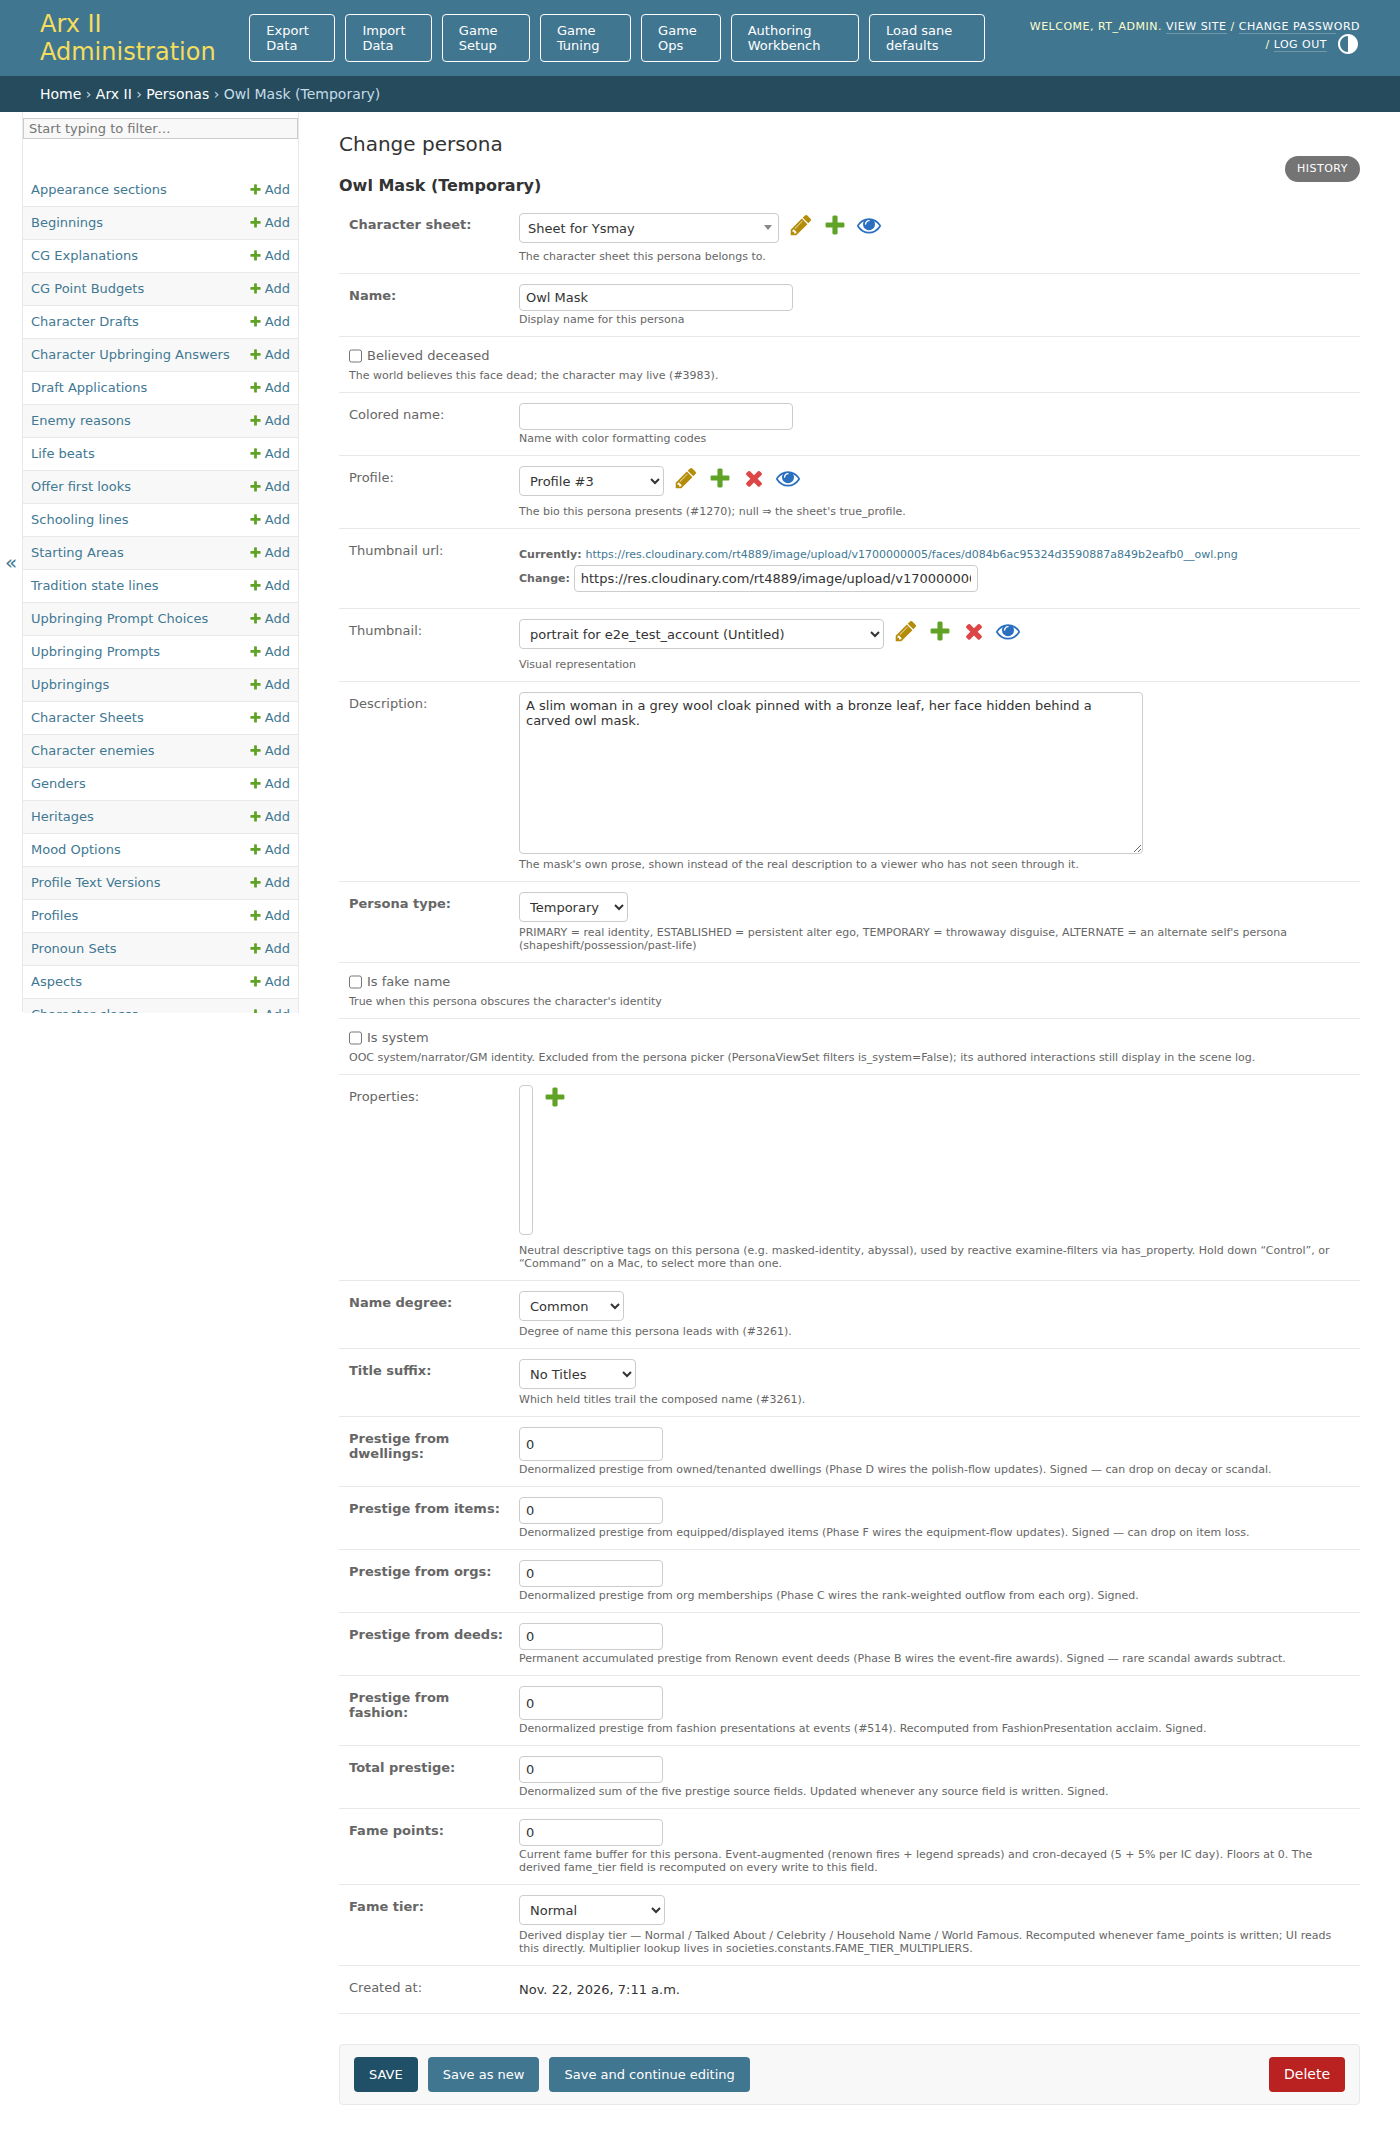 Arx II
Administration
Export
Data
Import
Data
Game
Setup
Game
Tuning
Game
Ops
Authoring
Workbench
Load sane
defaults
WELCOME, RT_ADMIN. VIEW SITE / CHANGE PASSWORD
/ LOG OUT
Home › Arx II › Personas › Owl Mask (Temporary)
Start typing to filter…
Appearance sections Add
Beginnings Add
CG Explanations Add
CG Point Budgets Add
Character Drafts Add
Character Upbringing Answers Add
Draft Applications Add
Enemy reasons Add
Life beats Add
Offer first looks Add
Schooling lines Add
Starting Areas Add
Tradition state lines Add
Upbringing Prompt Choices Add
Upbringing Prompts Add
Upbringings Add
Character Sheets Add
Character enemies Add
Genders Add
Heritages Add
Mood Options Add
Profile Text Versions Add
Profiles Add
Pronoun Sets Add
Aspects Add
«
Change persona
HISTORY
Owl Mask (Temporary)
Character sheet: Sheet for Ysmay
The character sheet this persona belongs to.
Name: Owl Mask
Display name for this persona
Believed deceased
The world believes this face dead; the character may live (#3983).
Colored name:
Name with color formatting codes
Profile: Profile #3
The bio this persona presents (#1270); null ⇒ the sheet's true_profile.
Thumbnail url: Currently: https://res.cloudinary.com/rt4889/image/upload/v1700000005/faces/d084b6ac95324d3590887a849b2eafb0__owl.png
Change: https://res.cloudinary.com/rt4889/image/upload/v170000000
Thumbnail: portrait for e2e_test_account (Untitled)
Visual representation
Description: A slim woman in a grey wool cloak pinned with a bronze leaf, her face hidden behind a
carved owl mask.
The mask's own prose, shown instead of the real description to a viewer who has not seen through it.
Persona type: Temporary
PRIMARY = real identity, ESTABLISHED = persistent alter ego, TEMPORARY = throwaway disguise, ALTERNATE = an alternate self's persona
(shapeshift/possession/past-life)
Is fake name
True when this persona obscures the character's identity
Is system
OOC system/narrator/GM identity. Excluded from the persona picker (PersonaViewSet filters is_system=False); its authored interactions still display in the scene log.
Properties:
Neutral descriptive tags on this persona (e.g. masked-identity, abyssal), used by reactive examine-filters via has_property. Hold down “Control”, or
“Command” on a Mac, to select more than one.
Name degree: Common
Degree of name this persona leads with (#3261).
Title suffix: No Titles
Which held titles trail the composed name (#3261).
Prestige from
dwellings: 0
Denormalized prestige from owned/tenanted dwellings (Phase D wires the polish-flow updates). Signed — can drop on decay or scandal.
Prestige from items: 0
Denormalized prestige from equipped/displayed items (Phase F wires the equipment-flow updates). Signed — can drop on item loss.
Prestige from orgs: 0
Denormalized prestige from org memberships (Phase C wires the rank-weighted outflow from each org). Signed.
Prestige from deeds: 0
Permanent accumulated prestige from Renown event deeds (Phase B wires the event-fire awards). Signed — rare scandal awards subtract.
Prestige from
fashion: 0
Denormalized prestige from fashion presentations at events (#514). Recomputed from FashionPresentation acclaim. Signed.
Total prestige: 0
Denormalized sum of the five prestige source fields. Updated whenever any source field is written. Signed.
Fame points: 0
Current fame buffer for this persona. Event-augmented (renown fires + legend spreads) and cron-decayed (5 + 5% per IC day). Floors at 0. The
derived fame_tier field is recomputed on every write to this field.
Fame tier: Normal
Derived display tier — Normal / Talked About / Celebrity / Household Name / World Famous. Recomputed whenever fame_points is written; UI reads
this directly. Multiplier lookup lives in societies.constants.FAME_TIER_MULTIPLIERS.
Created at: Nov. 22, 2026, 7:11 a.m.
SAVE Save as new Save and continue editing Delete